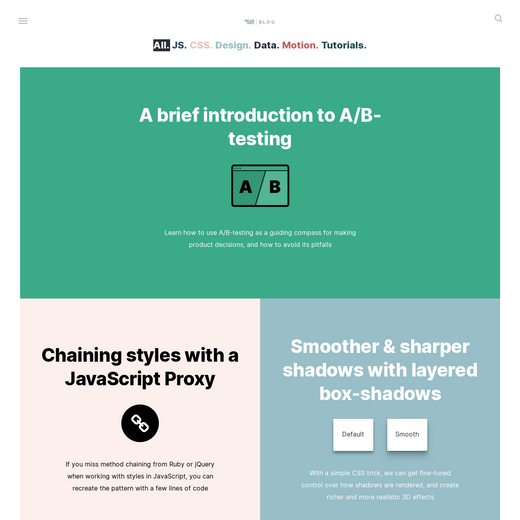 BLOG
All. JS. CSS. Design. Data. Motion. Tutorials.
A brief introduction to A/B-
testing
A B
Learn how to use A/B-testing as a guiding compass for making
product decisions, and how to avoid its pitfalls
Chaining styles with a
JavaScript Proxy
If you miss method chaining from Ruby or jQuery
when working with styles in JavaScript, you can
recreate the pattern with a few lines of code
Smoother & sharper
shadows with layered
box-shadows
Default Smooth
With a simple CSS trick, we can get fine-tuned
control over how shadows are rendered, and create
richer and more realistic 3D effects